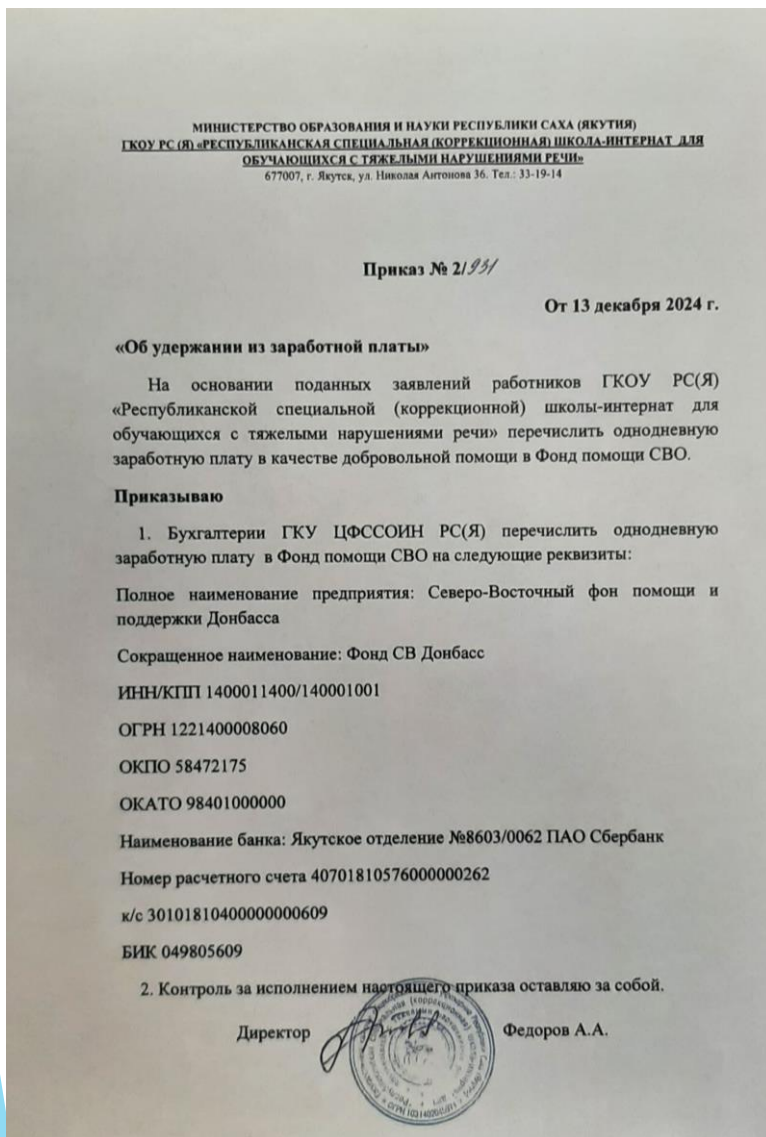 МИНИСТЕРСТВО ОБРАЗОВАНИЯ И НАУКИ РЕСПУБЛИКИ САХА (ЯКУТИЯ)
ГКОУ РС (Я) «РЕСПУБЛИКАНСКАЯ СПЕЦИАЛЬНАЯ (КОРРЕКЦИОННАЯ) ШКОЛА-ИНТЕРНАТ ДЛЯ
ОБУЧАЮЩИХСЯ С ТЯЖЕЛЫМИ НАРУШЕНИЯМИ РЕЧИ»
677007, г. Якутск, ул. Николая Антонова 36. Тел.: 33-19-14
Приказ № 2/931
От 13 декабря 2024 г.
«Об удержании из заработной платы»
На основании поданных заявлений работников ГКОУ РС(Я)
«Республиканской специальной (коррекционной) школы-интернат для
обучающихся с тяжелыми нарушениями речи» перечислить однодневную
заработную плату в качестве добровольной помощи в Фонд помощи СВО.
Приказываю
1. Бухгалтерии ГКУ ЦФССОИН РС(Я) перечислить однодневную
заработную плату в Фонд помощи СВО на следующие реквизиты:
Полное наименование предприятия: Северо-Восточный фон помощи и
поддержки Донбасса
Сокращенное наименование: Фонд СВ Донбасс
ИНН/КПП 1400011400/140001001
ОГРН 1221400008060
ОКПО 58472175
ОКАТО 98401000000
Наименование банка: Якутское отделение №8603/0062 ПАО Сбербанк
Номер расчетного счета 40701810576000000262
к/с 30101810400000000609
БИК 049805609
2. Контроль за исполнением настоящего приказа оставляю за собой.
Директор Федоров А.А.